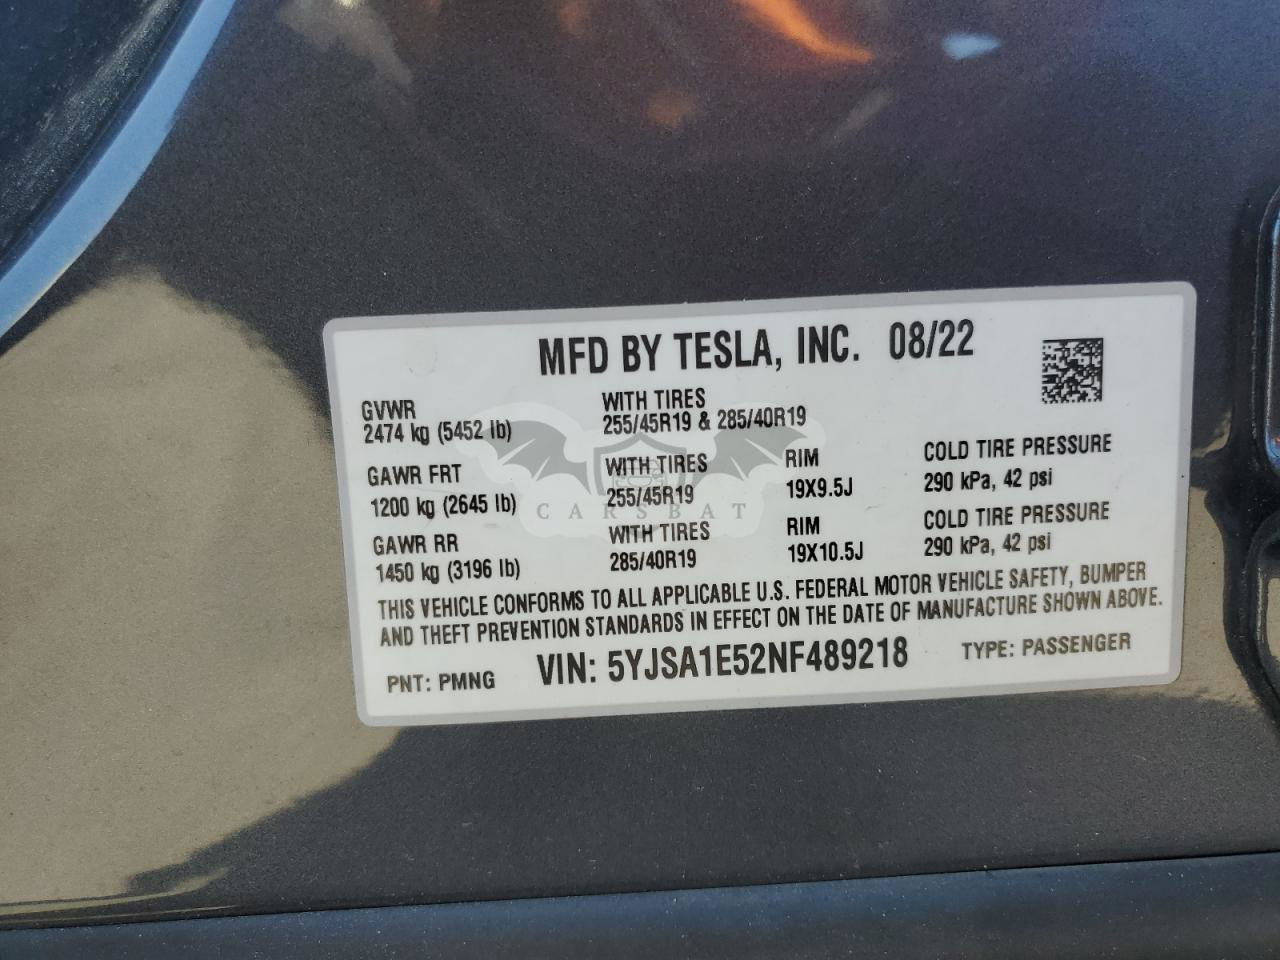 MFD BY TESLA, INC. 08/22
GVWR WITH TIRES
2474 kg (5452 lb) 255/45R19 & 285/40R19
GAWR FRT WITH TIRES RIM COLD TIRE PRESSURE
1200 kg (2645 lb) 255/45R19 19X9.5J 290 kPa, 42 psi
GAWR RR WITH TIRES RIM COLD TIRE PRESSURE
1450 kg (3196 lb) 285/40R19 19X10.5J 290 kPa, 42 psi
THIS VEHICLE CONFORMS TO ALL APPLICABLE U.S. FEDERAL MOTOR VEHICLE SAFETY, BUMPER
AND THEFT PREVENTION STANDARDS IN EFFECT ON THE DATE OF MANUFACTURE SHOWN ABOVE.
PNT: PMNG VIN: 5YJSA1E52NF489218 TYPE: PASSENGER
CARSBAT